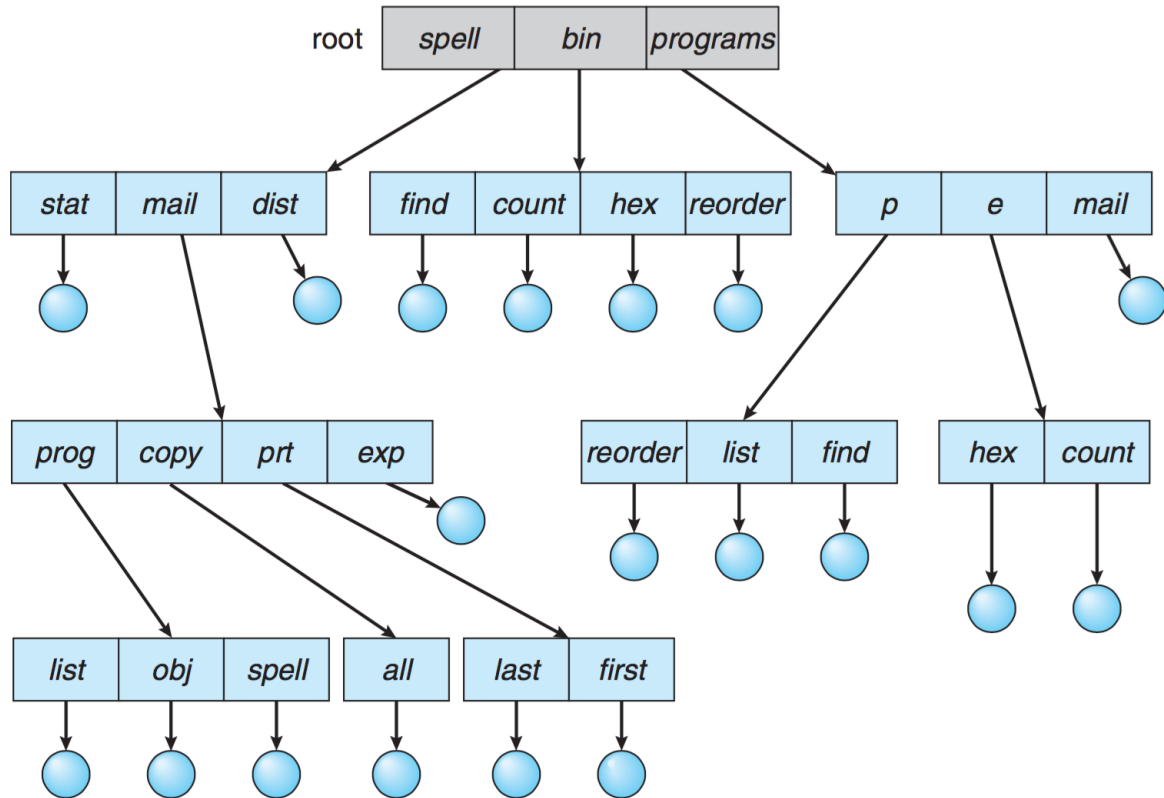 root spell bin programs
stat mail dist find count hex reorder p e mail
prog copy prt exp reorder list find hex count
list obj spell all last first